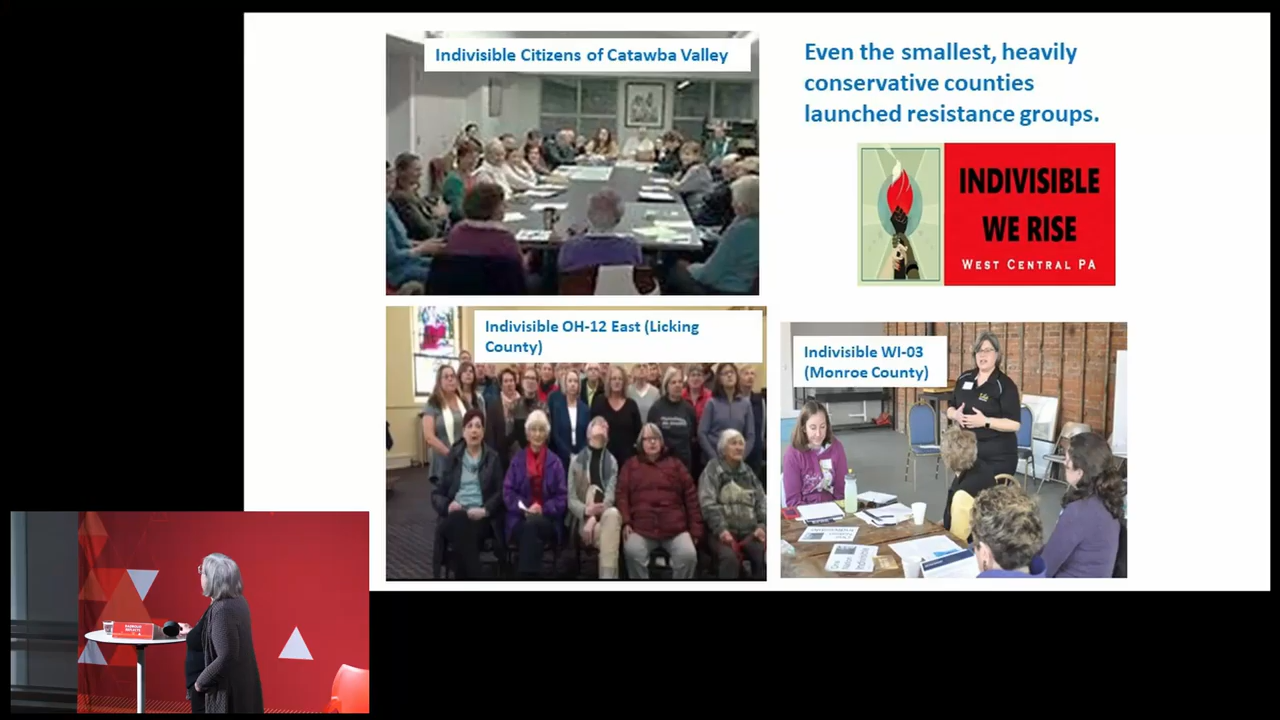 Indivisible Citizens of Catawba Valley
Even the smallest, heavily
conservative counties
launched resistance groups.
INDIVISIBLE
WE RISE
WEST CENTRAL PA
Indivisible OH-12 East (Licking
County)
Indivisible WI-03
(Monroe County)